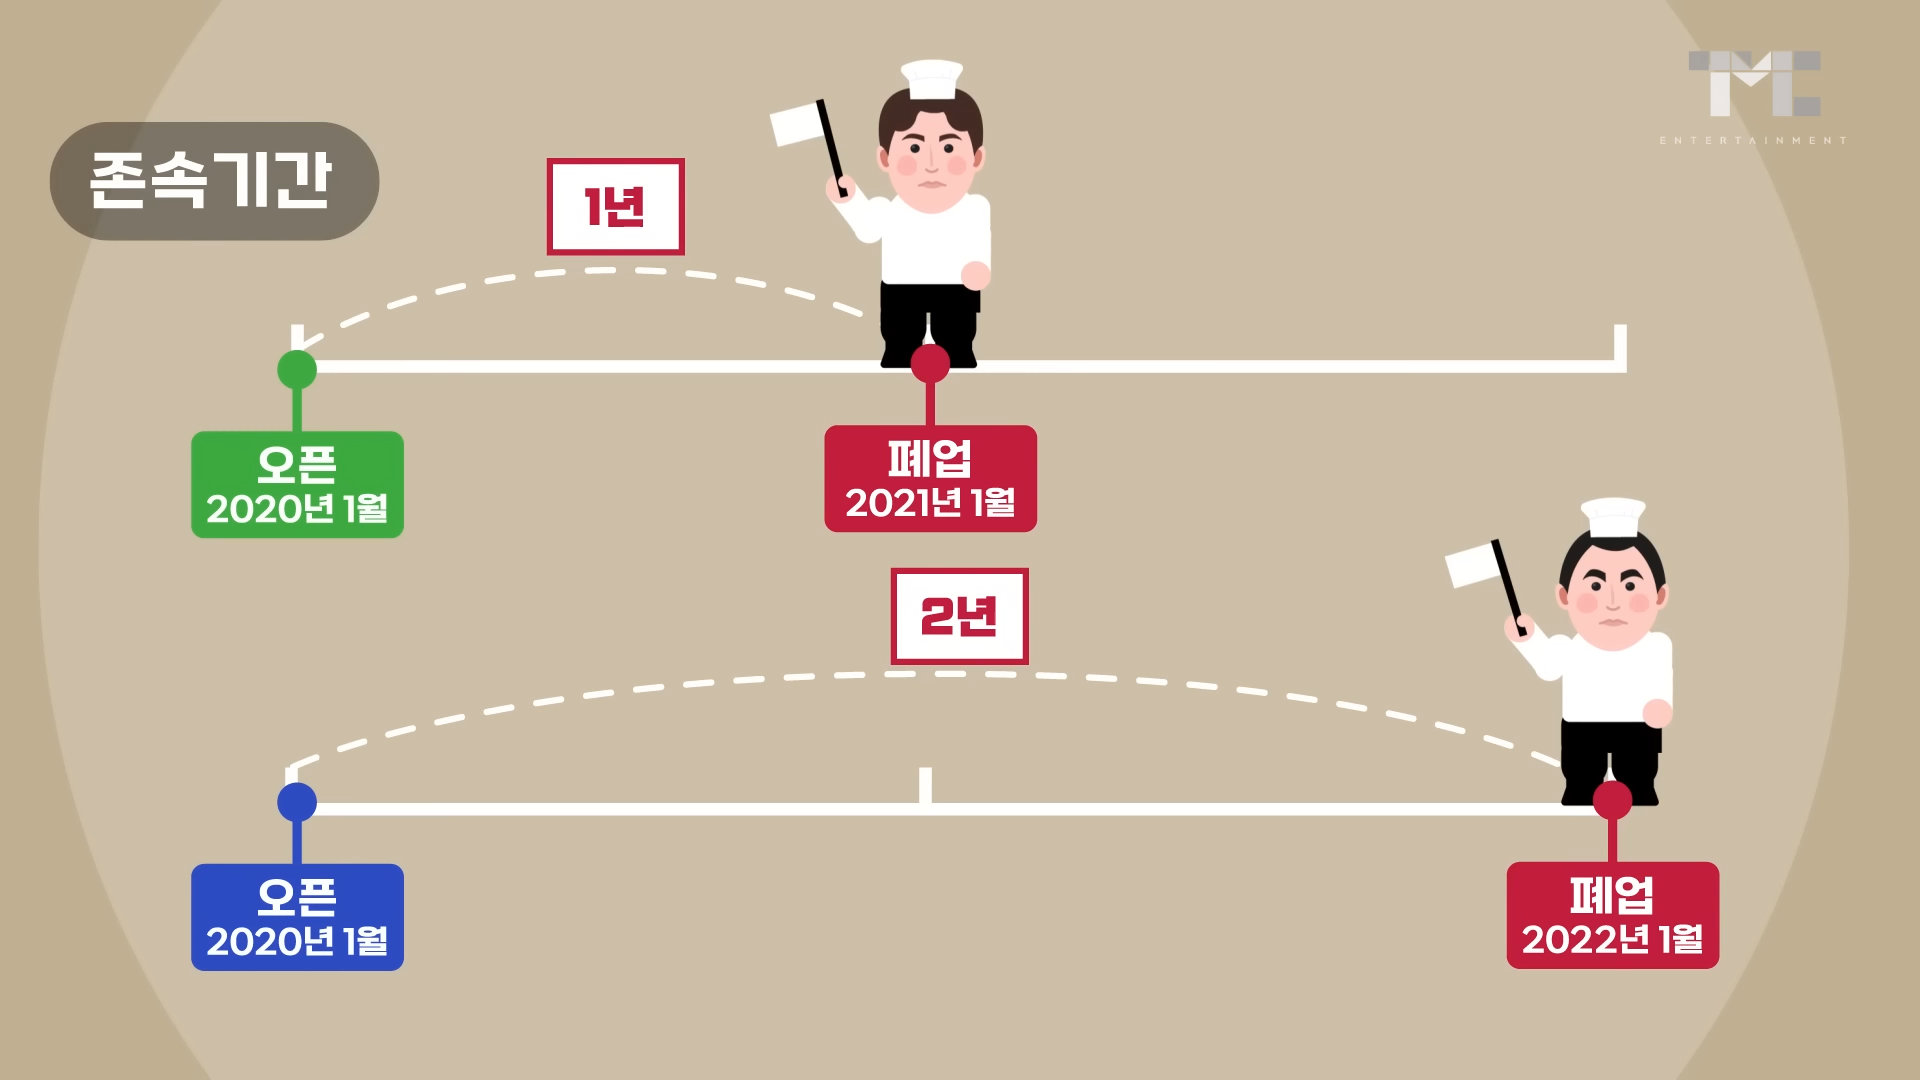 TMC
ENTERTAINMENT
존속기간
1년
오픈
2020년 1월
폐업
2021년 1월
2년
오픈
2020년 1월
폐업
2022년 1월